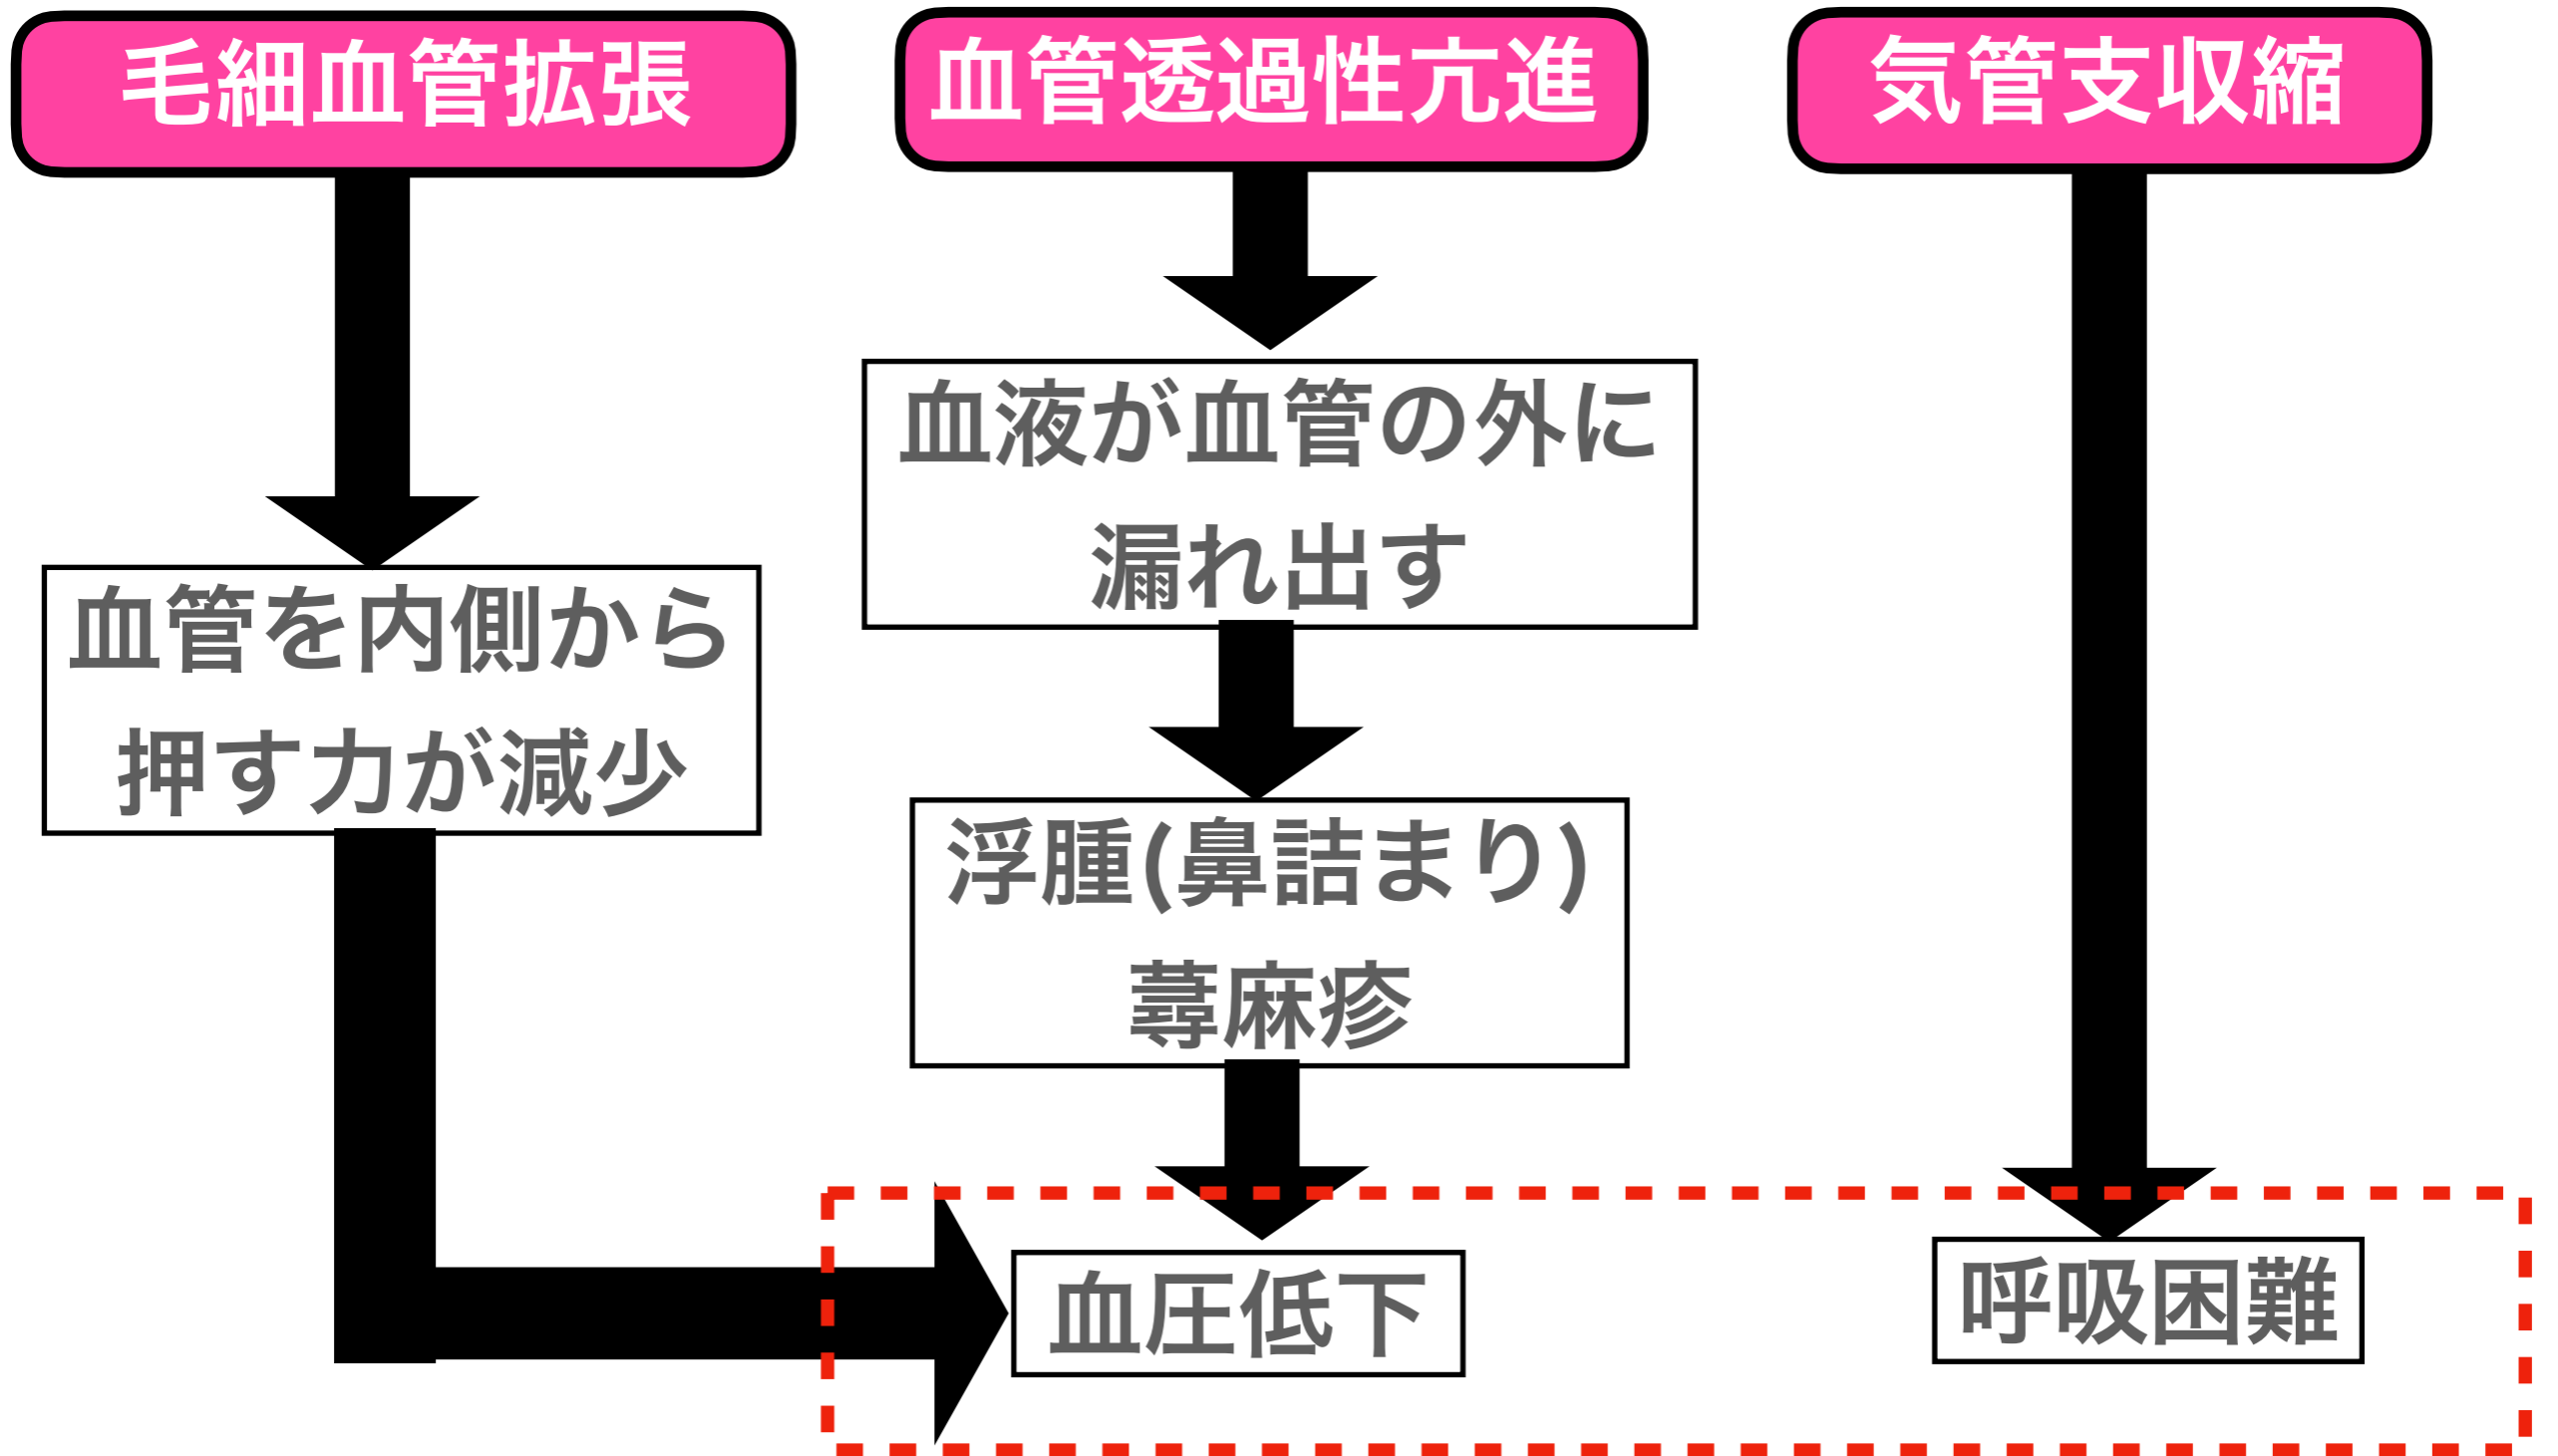 毛細血管拡張
血管透過性亢進
気管支収縮
血液が血管の外に
漏れ出す
血管を内側から
押す力が減少
浮腫(鼻詰まり)
蕁麻疹
血圧低下
呼吸困難